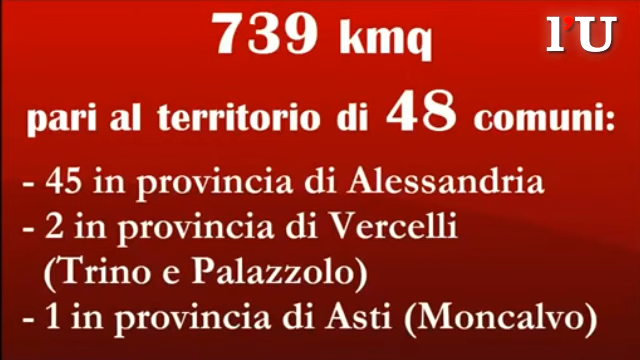 739 kmq
l'U
pari al territorio di 48 comuni:
- 45 in provincia di Alessandria
- 2 in provincia di Vercelli
(Trino e Palazzolo)
- 1 in provincia di Asti (Moncalvo)